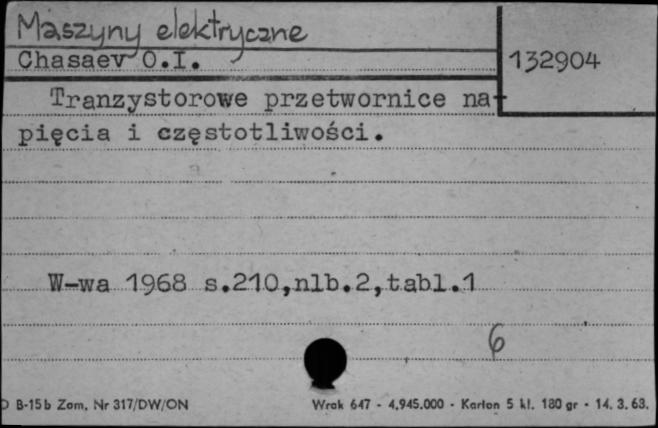 Maszyny elektryczne
Chasaev O.I.
132904
Tranzystorowe przetwornice na-
pięcia i częstotliwości.
W-wa 1968 s.210,nlb.2,tabl.1
6
B-15b Zam. Nr 317/DW/ON
Wrak 647 - 4.945.000 - Karton 5 kl. 180 gr - 14. 3. 63.